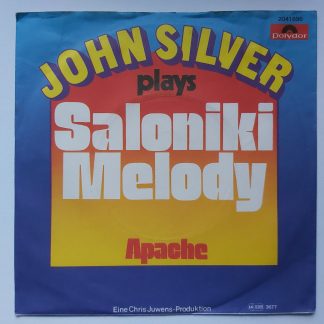 2041 696
Polydor
JOHN SILVER
plays
Saloniki
Melody
Apache
Eine Chris Juwens-Produktion